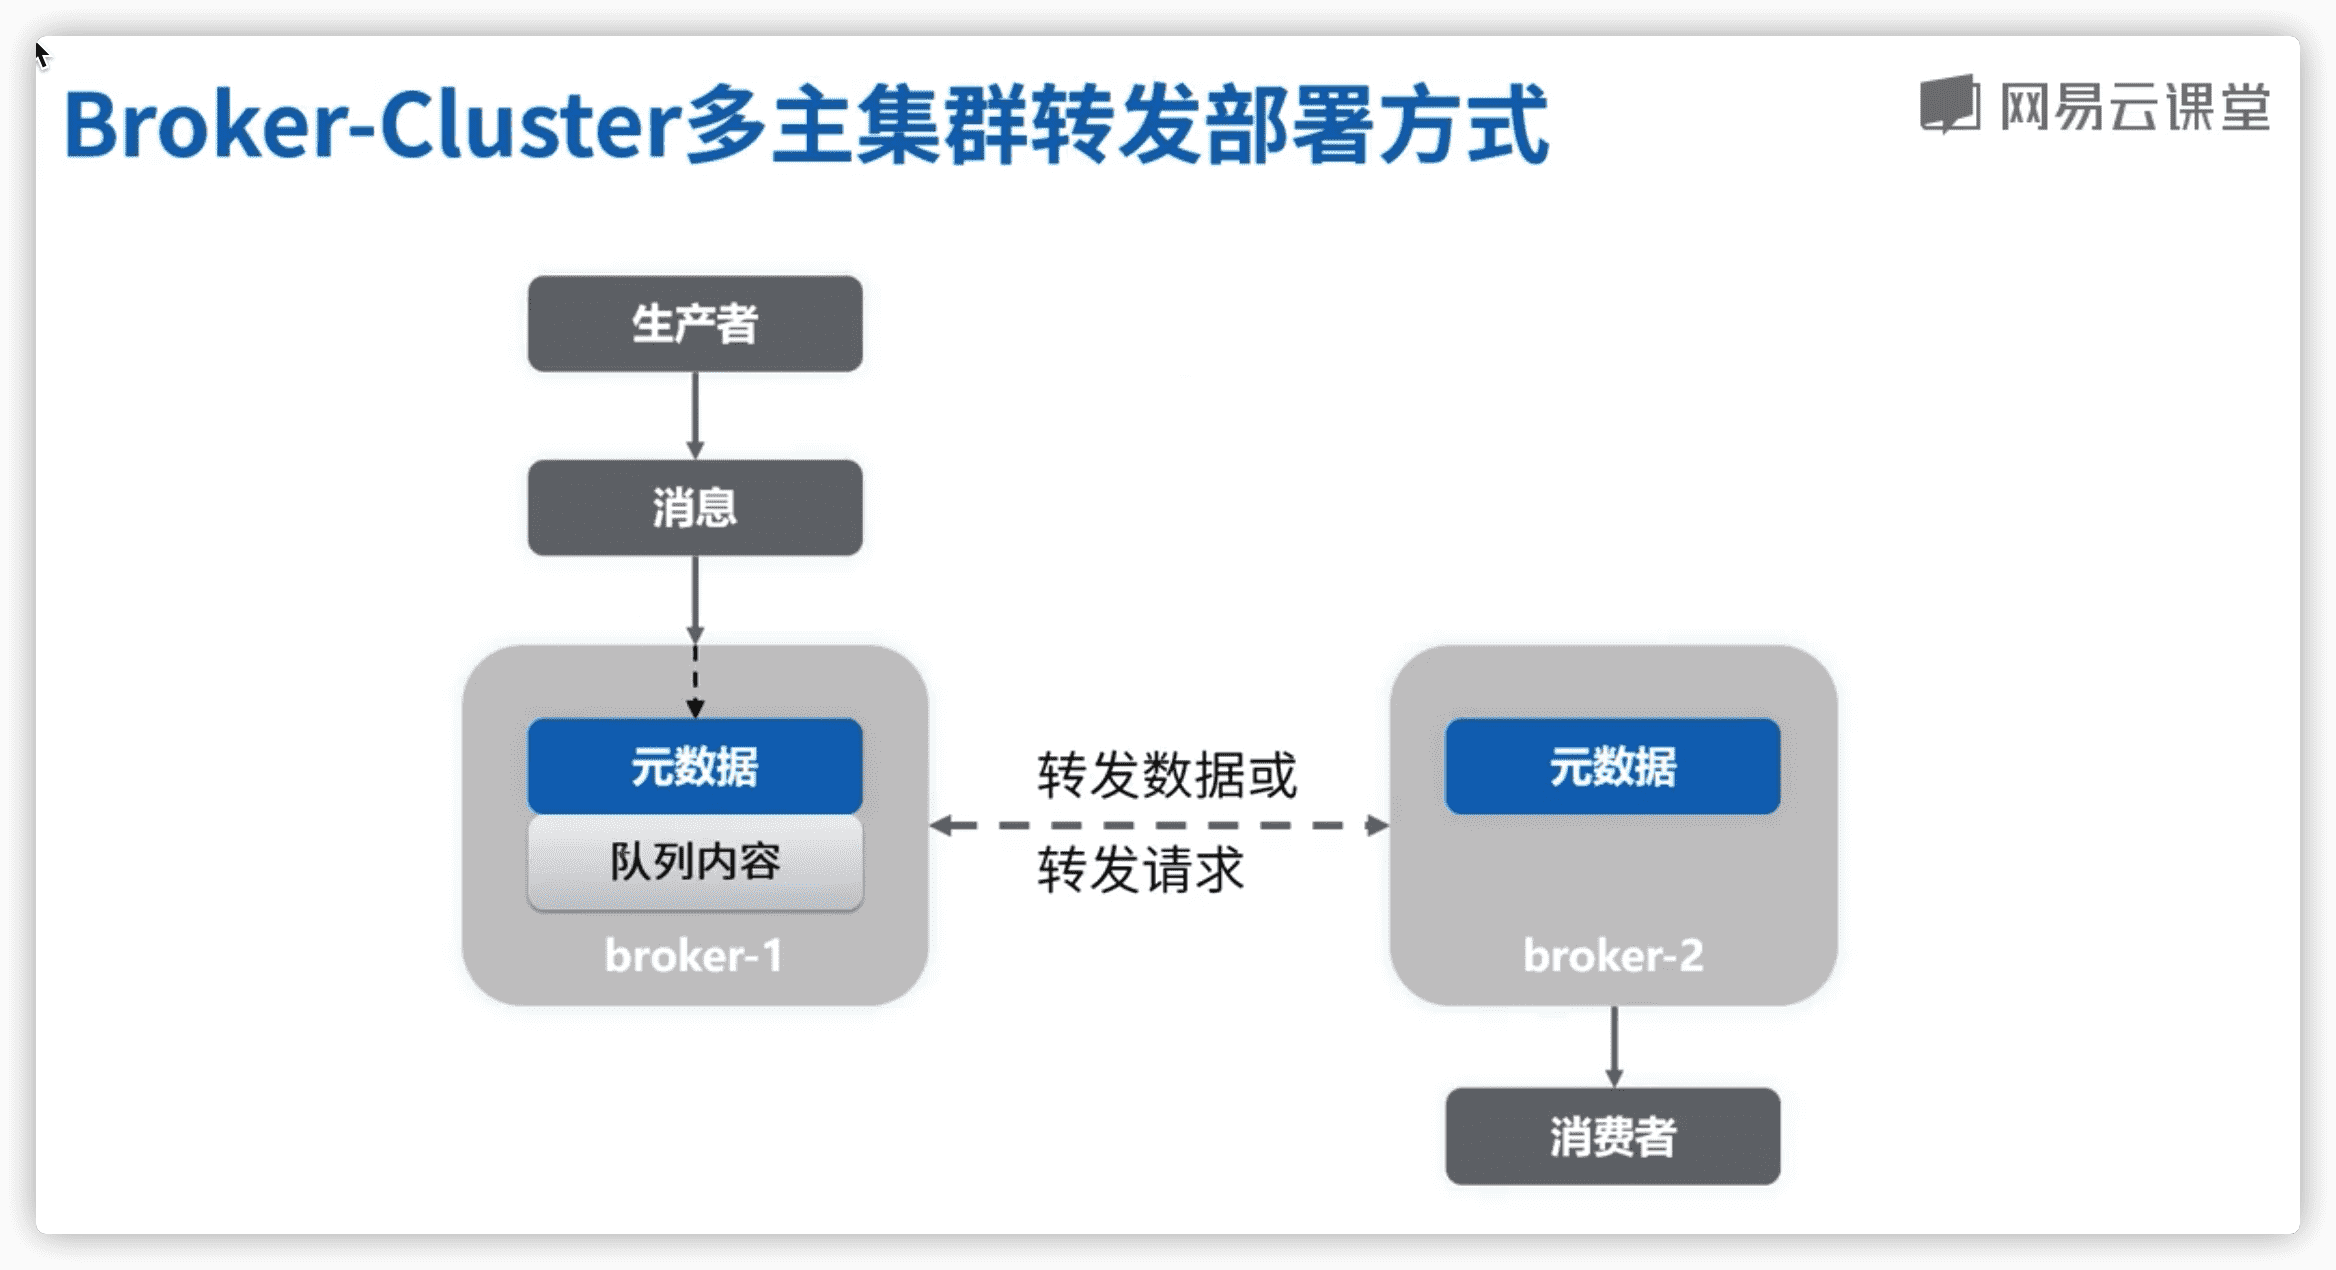 Broker-Cluster多主集群转发部署方式
网易云课堂
生产者
消息
元数据
队列内容
broker-1
转发数据或
转发请求
元数据
broker-2
消费者